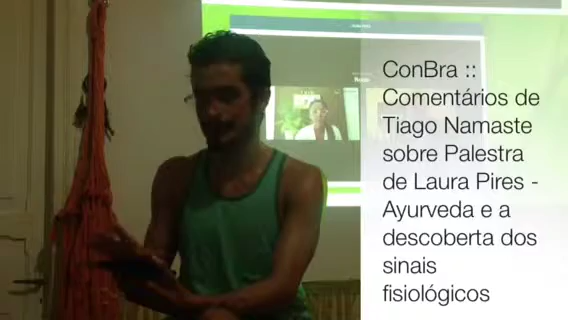 ConBra ::
Comentários de
Tiago Namaste
sobre Palestra
de Laura Pires -
Ayurveda e a
descoberta dos
sinais
fisiológicos